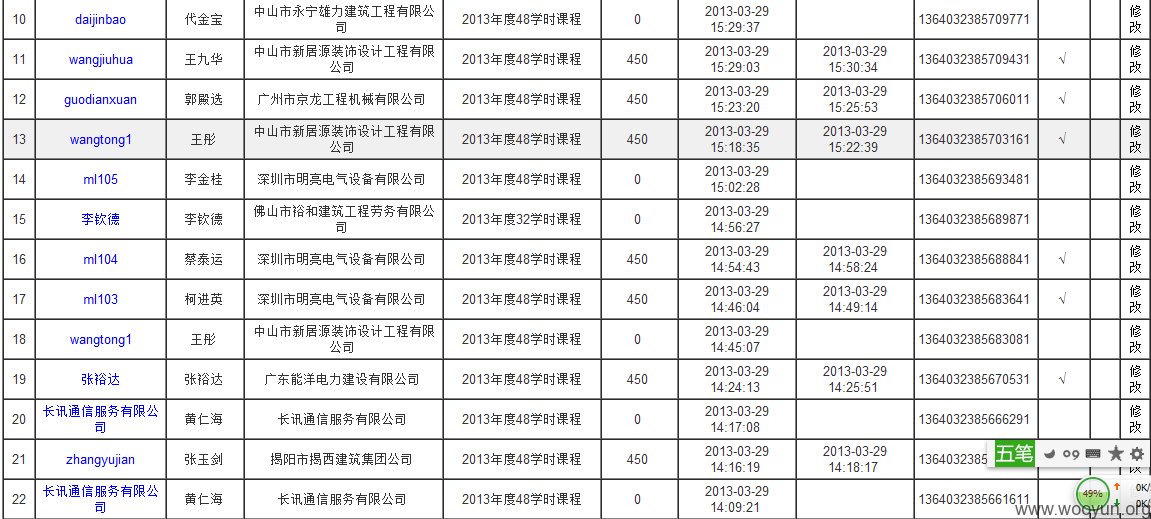 10 daijinbao 代金宝 中山市永宁雄力建筑工程有限公司 2013年度48学时课程 0 2013-03-29 15:29:37 1364032385709771 修改
11 wangjiuhua 王九华 中山市新居源装饰设计工程有限公司 2013年度48学时课程 450 2013-03-29 15:29:03 2013-03-29 15:30:34 1364032385709431 √ 修改
12 guodianxuan 郭殿选 广州市京龙工程机械有限公司 2013年度48学时课程 450 2013-03-29 15:23:20 2013-03-29 15:25:53 1364032385706011 √ 修改
13 wangtong1 王彤 中山市新居源装饰设计工程有限公司 2013年度48学时课程 450 2013-03-29 15:18:35 2013-03-29 15:22:39 1364032385703161 √ 修改
14 ml105 李金桂 深圳市明亮电气设备有限公司 2013年度48学时课程 0 2013-03-29 15:02:28 1364032385693481 修改
15 李钦德 李钦德 佛山市裕和建筑工程劳务有限公司 2013年度32学时课程 0 2013-03-29 14:56:27 1364032385689871 修改
16 ml104 蔡泰运 深圳市明亮电气设备有限公司 2013年度48学时课程 450 2013-03-29 14:54:43 2013-03-29 14:58:24 1364032385688841 √ 修改
17 ml103 柯进英 深圳市明亮电气设备有限公司 2013年度48学时课程 450 2013-03-29 14:46:04 2013-03-29 14:49:14 1364032385683641 √ 修改
18 wangtong1 王彤 中山市新居源装饰设计工程有限公司 2013年度48学时课程 0 2013-03-29 14:45:07 1364032385683081 修改
19 张裕达 张裕达 广东能洋电力建设有限公司 2013年度48学时课程 450 2013-03-29 14:24:13 2013-03-29 14:25:51 1364032385670531 √ 修改
20 长讯通信服务有限公司 黄仁海 长讯通信服务有限公司 2013年度48学时课程 0 2013-03-29 14:17:08 1364032385666291 修改
21 zhangyujian 张玉剑 揭阳市揭西建筑集团公司 2013年度48学时课程 450 2013-03-29 14:16:19 2013-03-29 14:18:17 136403238 改
五笔
22 长讯通信服务有限公司 黄仁海 长讯通信服务有限公司 2013年度48学时课程 0 2013-03-29 14:09:21 1364032385661611
49% 0K/
0K/
www.wooyun.org